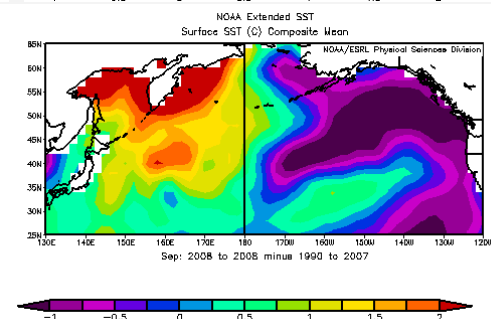 NOAA Extended SST
Surface SST (C) Composite Mean
NOAA/ESRL Physical Sciences Division
65N
60N
55N
50N
45N
40N
35N
30N
25N
130E 140E 150E 160E 170E 180 170W 160W 150W 140W 130W 120W
Sep: 2008 to 2008 minus 1990 to 2007
-1 -0.5 0 0.5 1 1.5 2